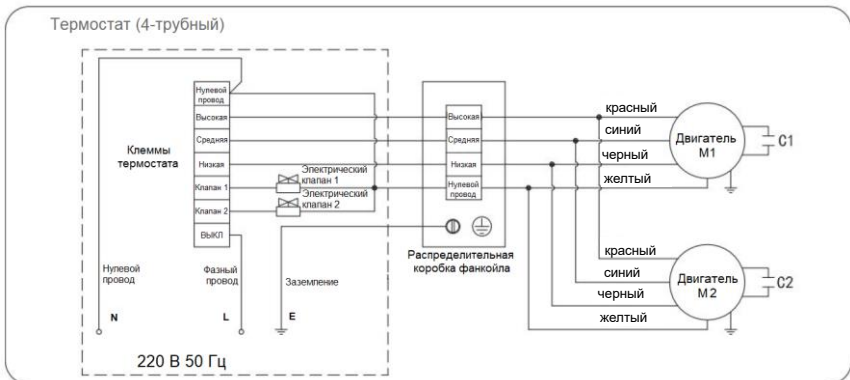 Термостат (4-трубный)
Клеммы
термостата
Нулевой
провод
Высокая
Средняя
Низкая
Клапан 1
Клапан 2
ВЫКЛ
Электрический
клапан 1
Электрический
клапан 2
Нулевой
провод
Фазный
провод
Заземление
N
L
E
220 В 50 Гц
Высокая
Средняя
Низкая
Нулевой
провод
Распределительная
коробка фанкойла
красный
синий
черный
желтый
Двигатель
М1
С1
красный
синий
черный
желтый
Двигатель
М2
С2